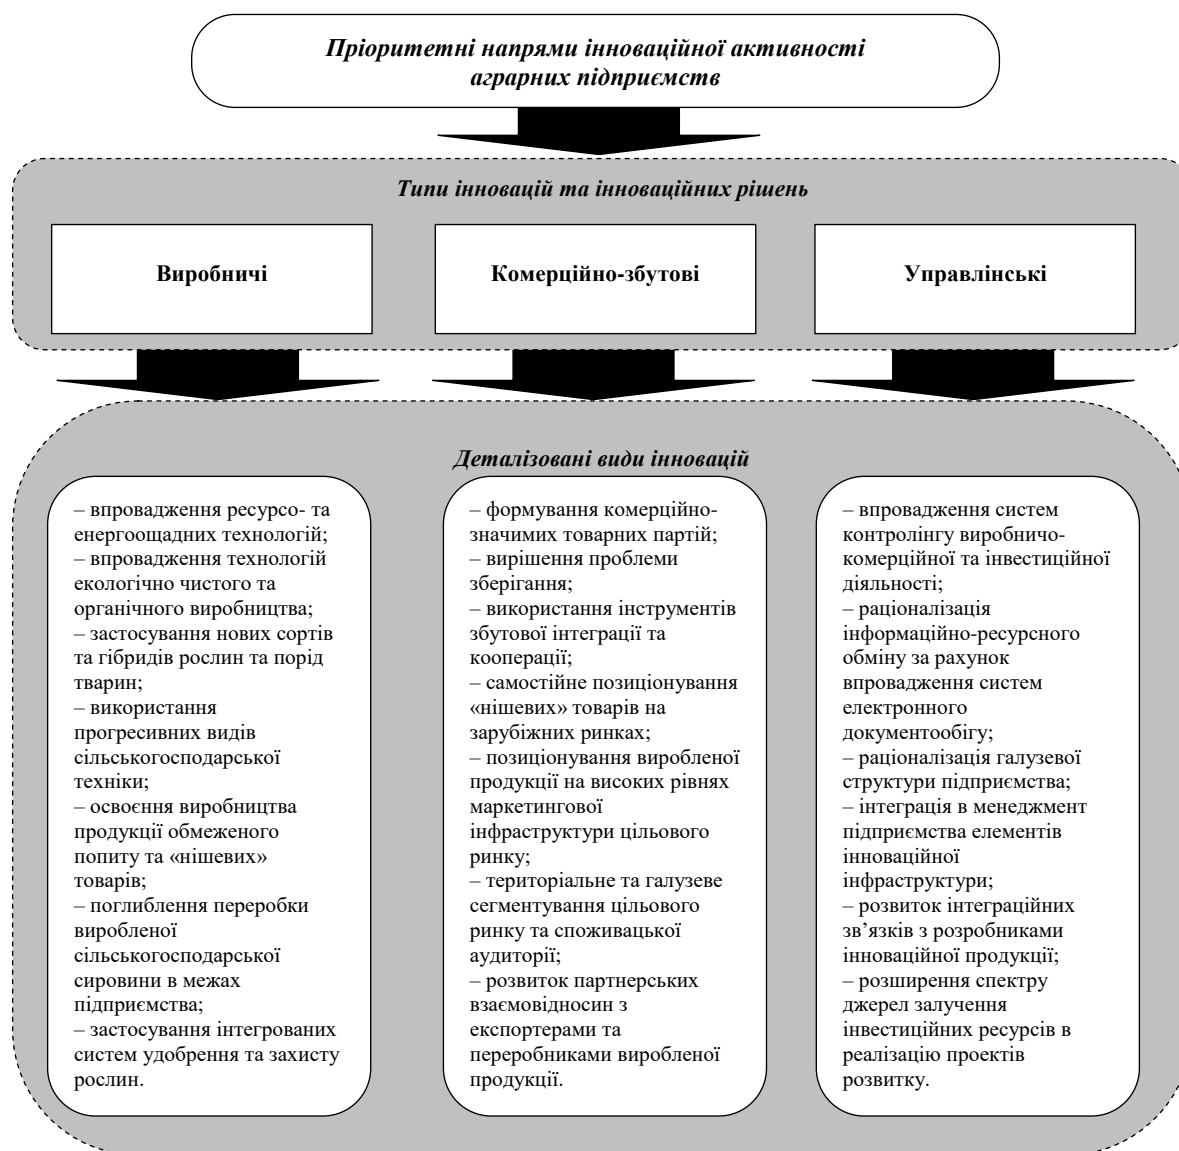 Пріоритетні напрями інноваційної активності
аграрних підприємств
Типи інновацій та інноваційних рішень
Виробничі
Комерційно-збутові
Управлінські
Деталізовані види інновацій
– впровадження ресурсо- та
енергоощадних технологій;
– впровадження технологій
екологічно чистого та
органічного виробництва;
– застосування нових сортів
та гібридів рослин та порід
тварин;
– використання
прогресивних видів
сільськогосподарської
техніки;
– освоєння виробництва
продукції обмеженого
попиту та «нішевих»
товарів;
– поглиблення переробки
виробленої
сільськогосподарської
сировини в межах
підприємства;
– застосування інтегрованих
систем удобрення та захисту
рослин.
– формування комерційно-
значимих товарних партій;
– вирішення проблеми
зберігання;
– використання інструментів
збутової інтеграції та
кооперації;
– самостійне позиціонування
«нішевих» товарів на
зарубіжних ринках;
– позиціонування виробленої
продукції на високих рівнях
маркетингової
інфраструктури цільового
ринку;
– територіальне та галузеве
сегментування цільового
ринку та споживацької
аудиторії;
– розвиток партнерських
взаємовідносин з
експортерами та
переробниками виробленої
продукції.
– впровадження систем
контролінгу виробничо-
комерційної та інвестиційної
діяльності;
– раціоналізація
інформаційно-ресурсного
обміну за рахунок
впровадження систем
електронного
документообігу;
– раціоналізація галузевої
структури підприємства;
– інтеграція в менеджмент
підприємства елементів
інноваційної
інфраструктури;
– розвиток інтеграційних
зв’язків з розробниками
інноваційної продукції;
– розширення спектру
джерел залучення
інвестиційних ресурсів в
реалізацію проектів
розвитку.